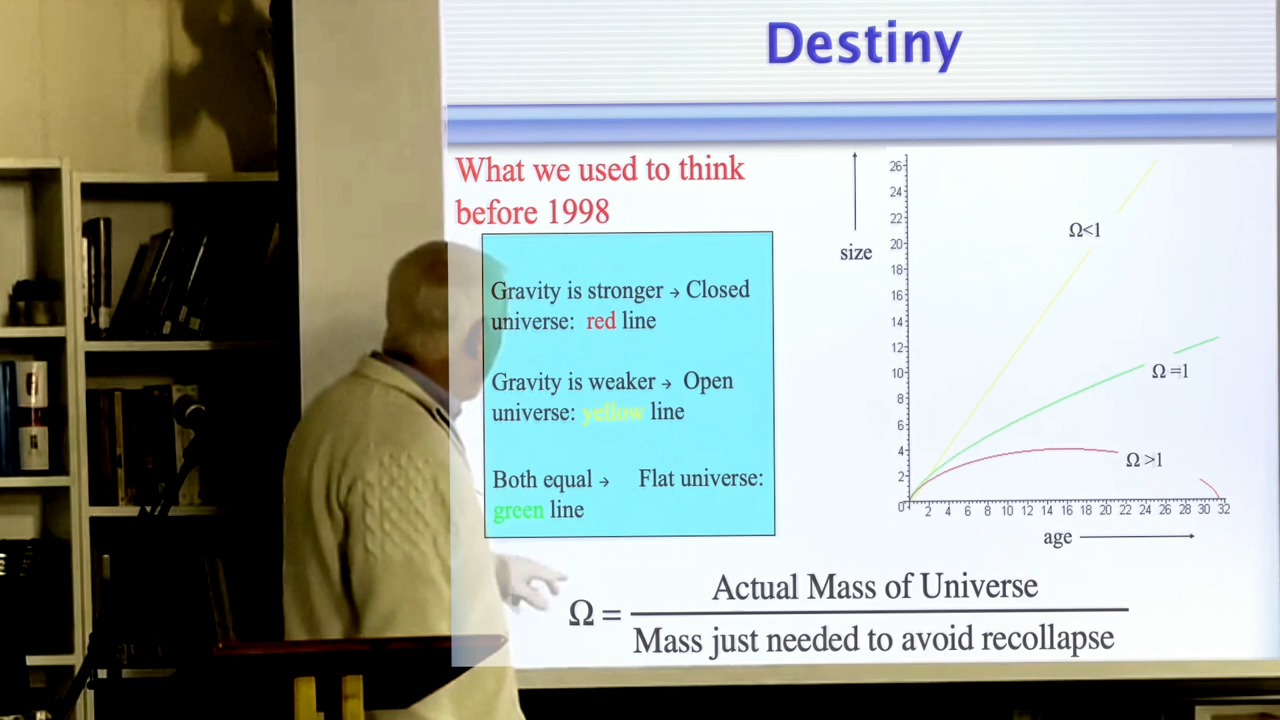 Destiny
What we used to think
before 1998
Gravity is stronger → Closed
universe: red line
Gravity is weaker → Open
universe: yellow line
Both equal → Flat universe:
green line
size
26
24
22
20
18
16
14
12
10
8
6
4
2
0
2 4 6 8 10 12 14 16 18 20 22 24 26 28 30 32
Ω<1
Ω=1
Ω>1
age
Ω = Actual Mass of Universe
Mass just needed to avoid recollapse